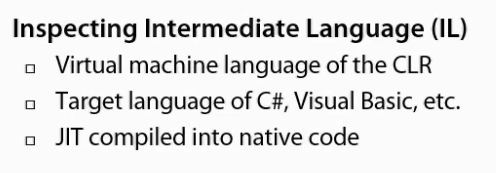 Inspecting Intermediate Language (IL)
Virtual machine language of the CLR
Target language of C#, Visual Basic, etc.
JIT compiled into native code